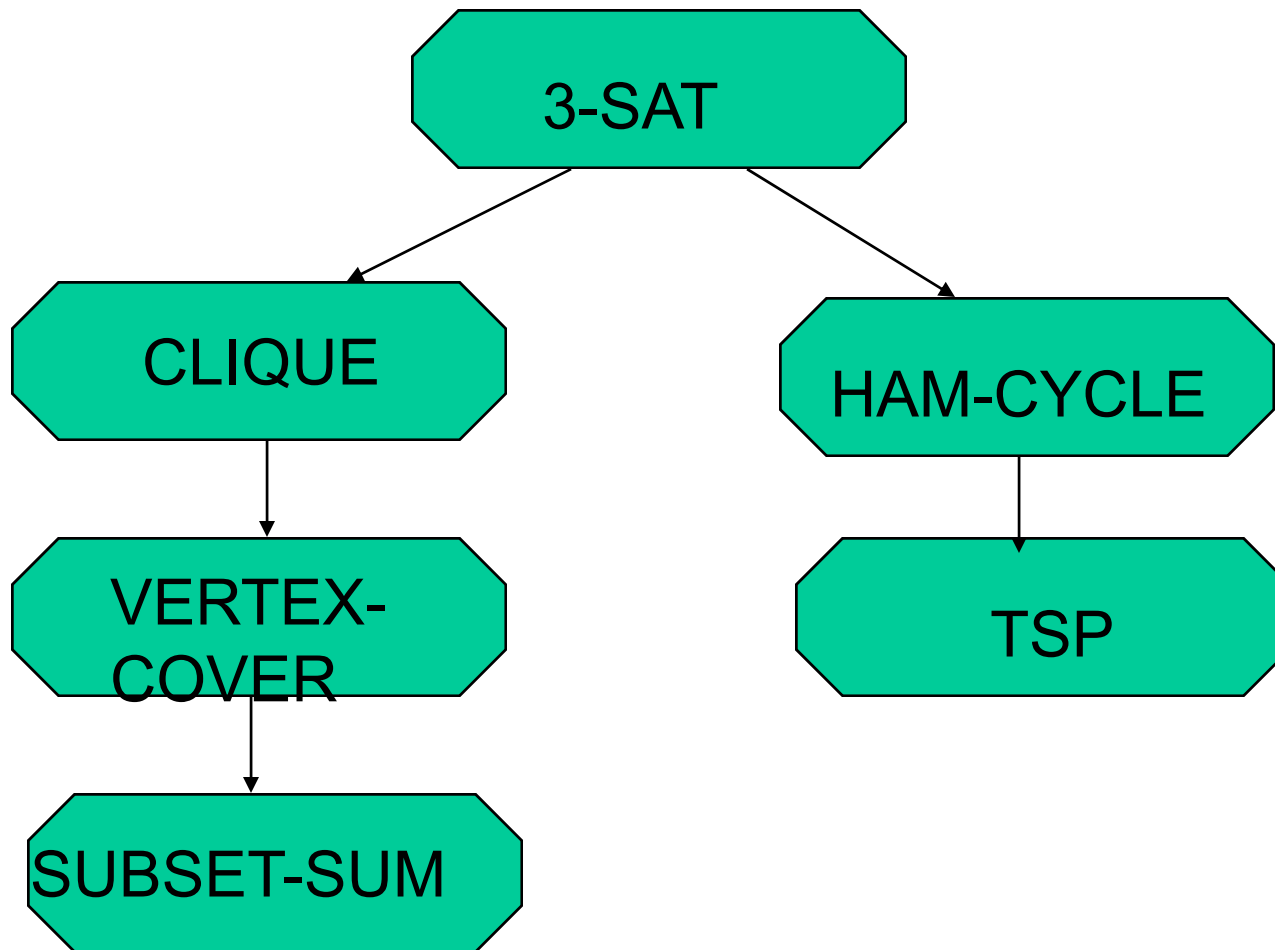 3-SAT
CLIQUE
HAM-CYCLE
VERTEX-
COVER
TSP
SUBSET-SUM